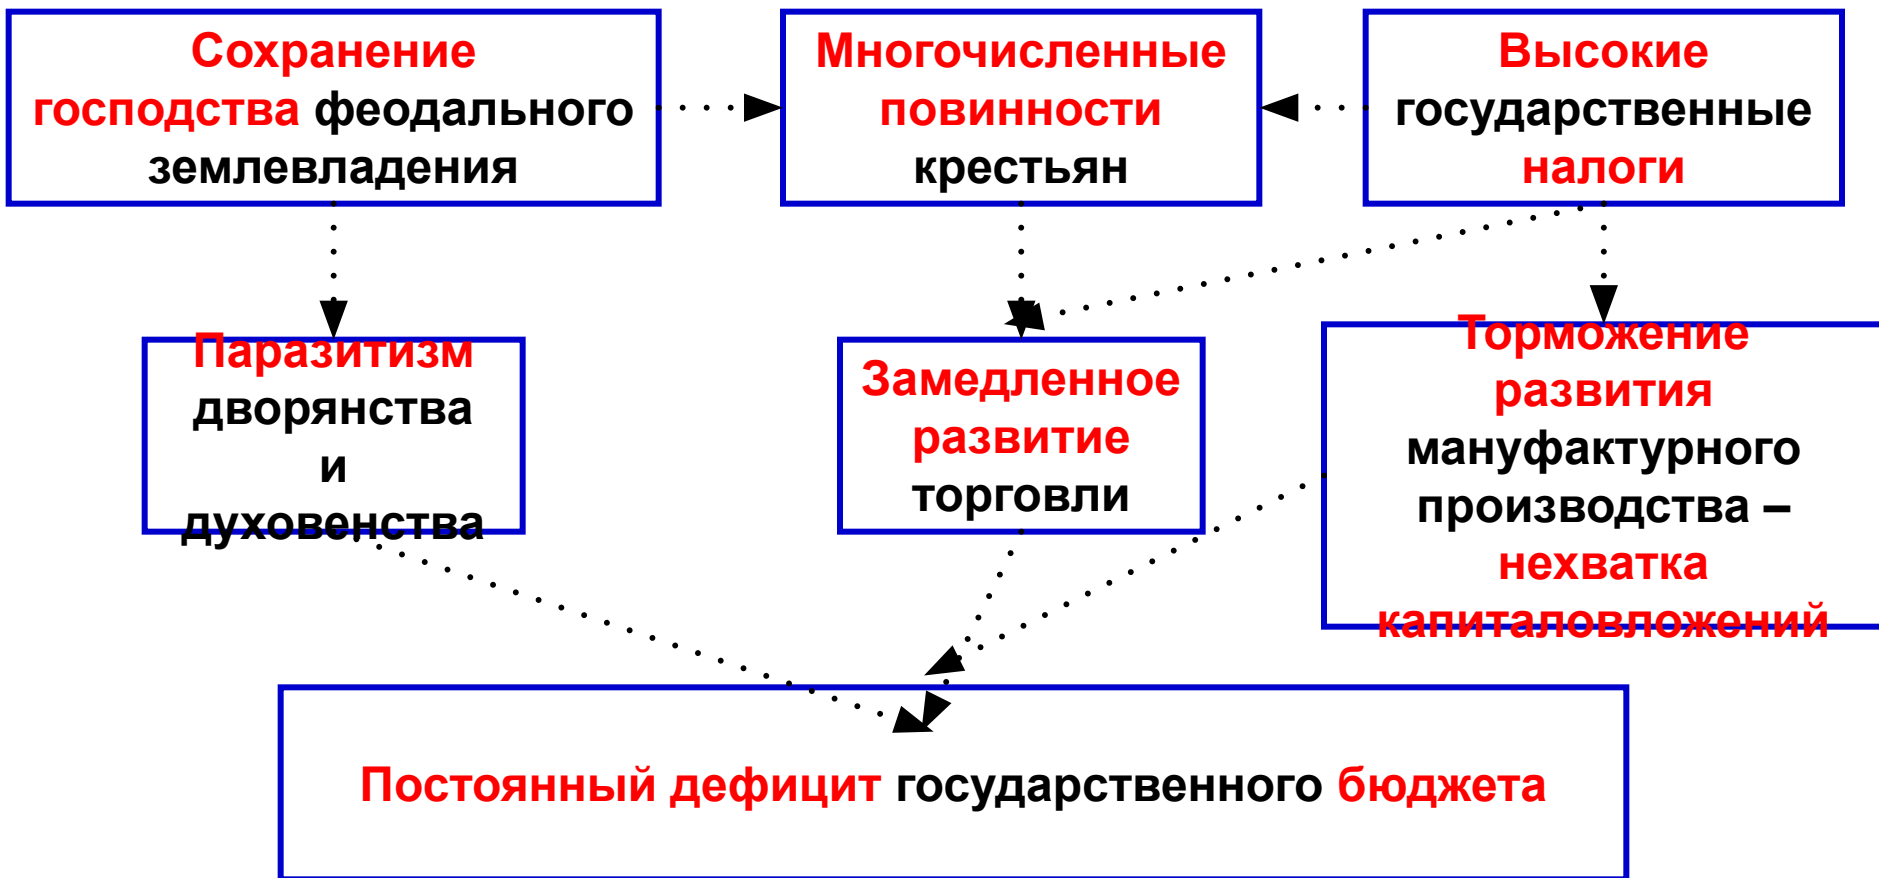 Сохранение
господства феодального
землевладения
Многочисленные
повинности
крестьян
Высокие
государственные
налоги
Паразитизм
дворянства
и
духовенства
Замедленное
развитие
торговли
Торможение
развития
мануфактурного
производства –
нехватка
капиталовложений
Постоянный дефицит государственного бюджета